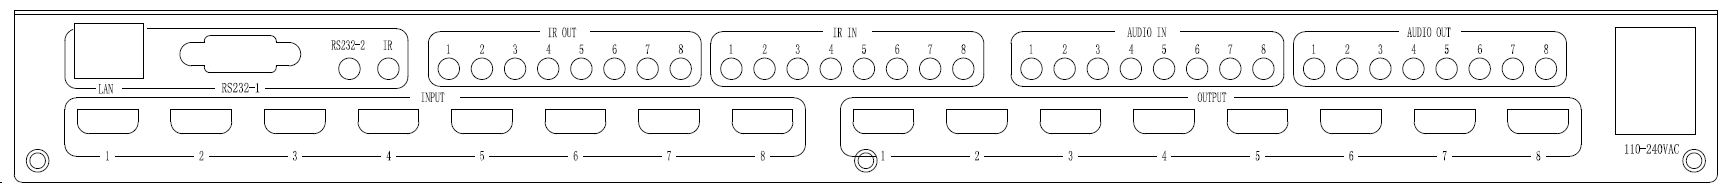 RS232-2 IR
LAN
RS232-1
IR OUT
1 2 3 4 5 6 7 8
IR IN
1 2 3 4 5 6 7 8
AUDIO IN
1 2 3 4 5 6 7 8
AUDIO OUT
1 2 3 4 5 6 7 8
INPUT
1 2 3 4 5 6 7 8
OUTPUT
1 2 3 4 5 6 7 8
110-240VAC